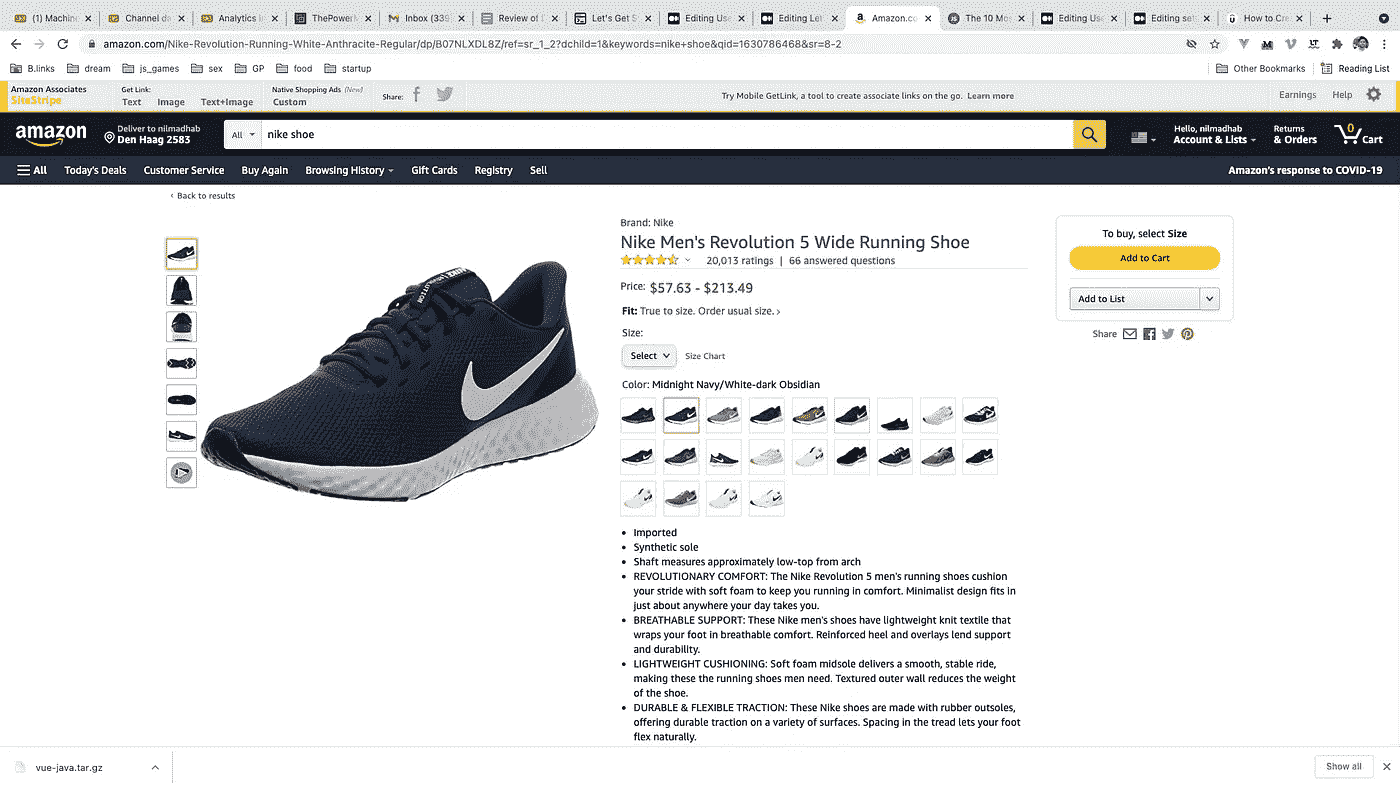 (1) Machine
Channel da
Analytics i
ThePowerM
Inbox (339
Review of
Let's Get S
Editing Use
Editing Let
Amazon.co
The 10 Mos
Editing Use
Editing set
How to Cre
amazon.com/Nike-Revolution-Running-White-Anthracite-Regular/dp/B07NLXDL8Z/ref=sr_1_2?dchild=1&keywords=nike+shoe&qid=1630786468&sr=8-2
B.links dream js_games sex GP food startup Other Bookmarks Reading List
Amazon Associates Get Link: Native Shopping Ads (New)
SiteStripe Text Image Text+Image Custom Share: Try Mobile GetLink, a tool to create associate links on the go. Learn more Earnings Help
amazon
Deliver to nilmadhab
Den Haag 2583
All nike shoe
Hello, nilmadhab
Account & Lists
Returns
& Orders
0
Cart
All Today's Deals Customer Service Buy Again Browsing History Gift Cards Registry Sell Amazon's response to COVID-19
‹ Back to results
Brand: Nike
Nike Men's Revolution 5 Wide Running Shoe
20,013 ratings | 66 answered questions
Price: $57.63 - $213.49
Fit: True to size. Order usual size. ›
Size:
Select Size Chart
Color: Midnight Navy/White-dark Obsidian
• Imported
• Synthetic sole
• Shaft measures approximately low-top from arch
• REVOLUTIONARY COMFORT: The Nike Revolution 5 men's running shoes cushion
your stride with soft foam to keep you running in comfort. Minimalist design fits in
just about anywhere your day takes you.
• BREATHABLE SUPPORT: These Nike men's shoes have lightweight knit textile that
wraps your foot in breathable comfort. Reinforced heel and overlays lend support
and durability.
• LIGHTWEIGHT CUSHIONING: Soft foam midsole delivers a smooth, stable ride,
making these the running shoes men need. Textured outer wall reduces the weight
of the shoe.
• DURABLE & FLEXIBLE TRACTION: These Nike shoes are made with rubber outsoles,
offering durable traction on a variety of surfaces. Spacing in the tread lets your foot
flex naturally.
To buy, select Size
Add to Cart
Add to List
Share
vue-java.tar.gz
Show all